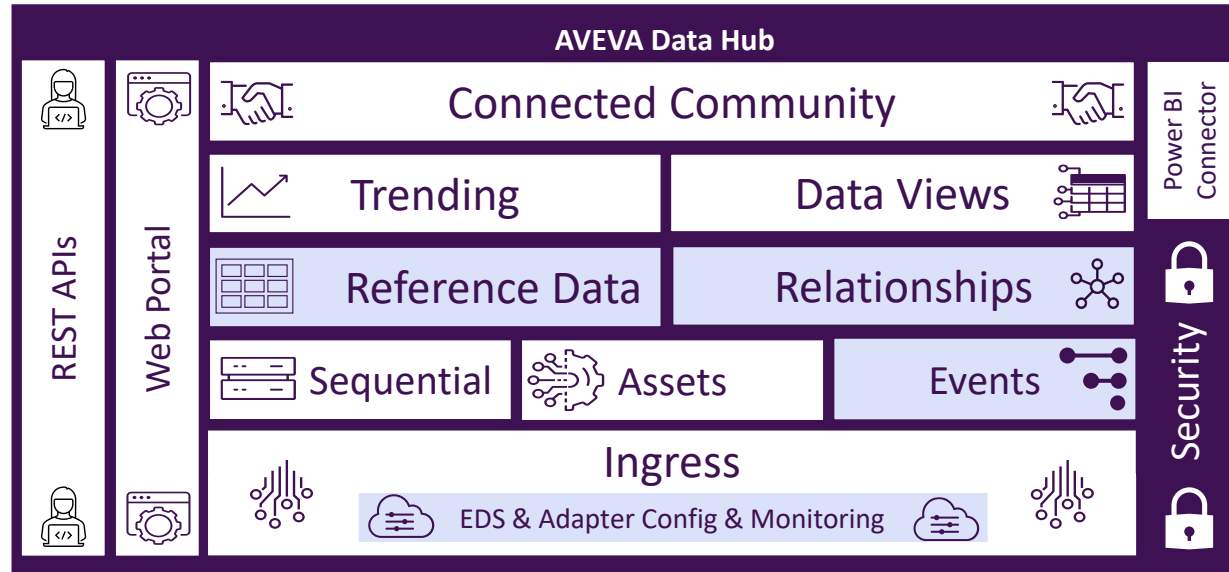 AVEVA Data Hub
REST APIs
Web Portal
Connected Community
Power BI
Connector
Trending
Data Views
Reference Data
Relationships
Sequential
Assets
Events
Security
Ingress
EDS & Adapter Config & Monitoring